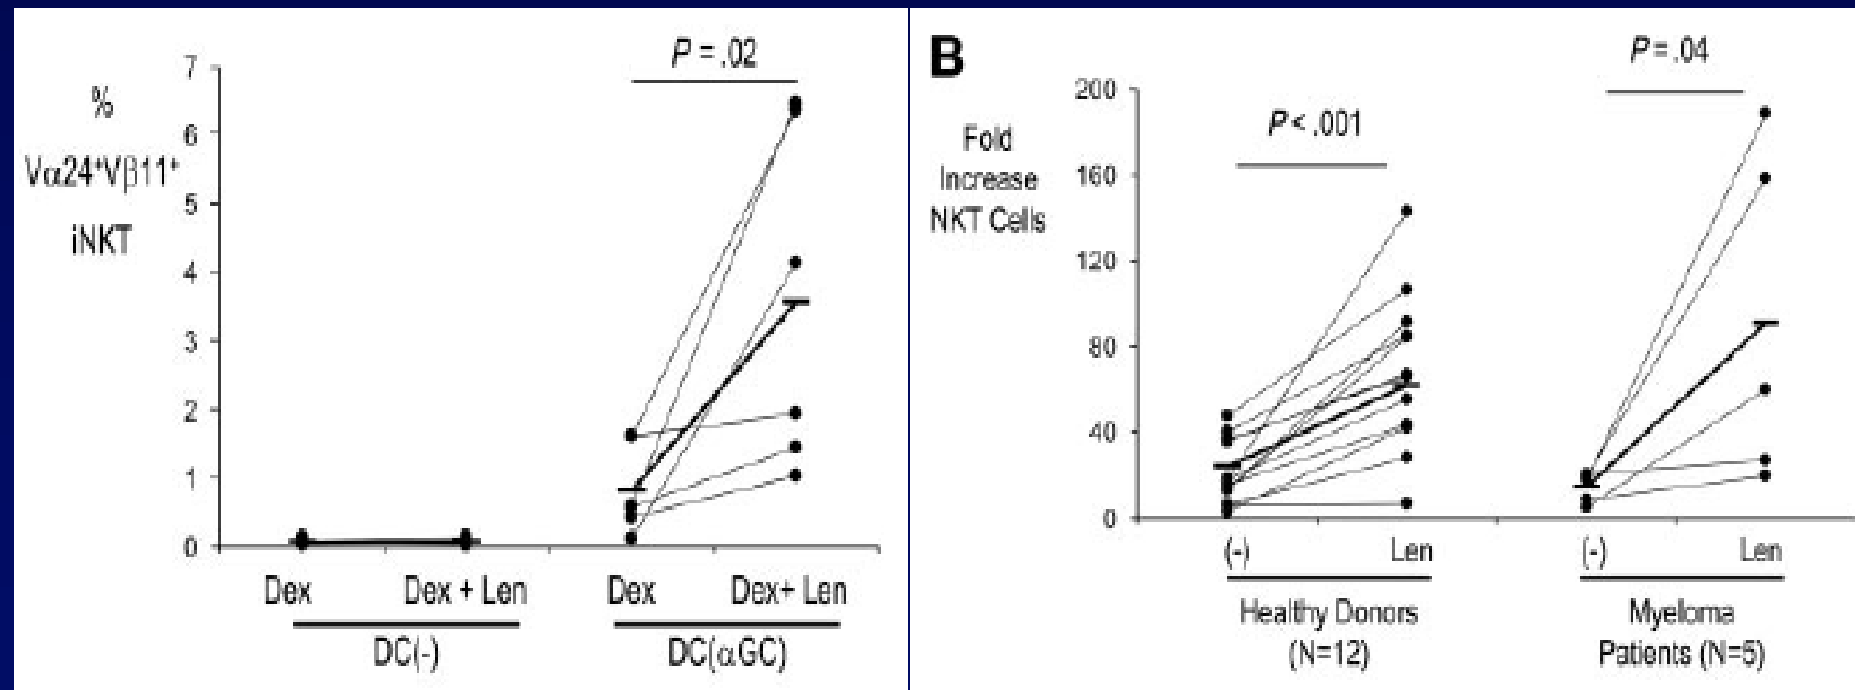 P = .02
7
%
6
Vα24⁺Vβ11⁺
5
iNKT
4
3
2
1
0
Dex
Dex + Len
Dex
Dex+ Len
DC(-)
DC(αGC)
B
P = .04
200
P < .001
Fold
Increase
NKT Cells
160
120
80
40
0
(-)
Len
(-)
Len
Healthy Donors
(N=12)
Myeloma
Patients (N=5)